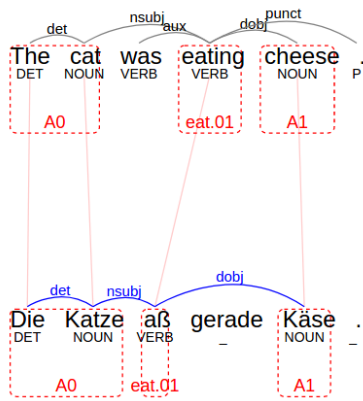 nsubj punct
det aux dobj
The cat was eating cheese .
DET NOUN VERB VERB NOUN P
A0 eat.01 A1
det nsubj dobj
Die Katze aß gerade Käse .
DET NOUN VERB _ NOUN _
A0 eat.01 A1